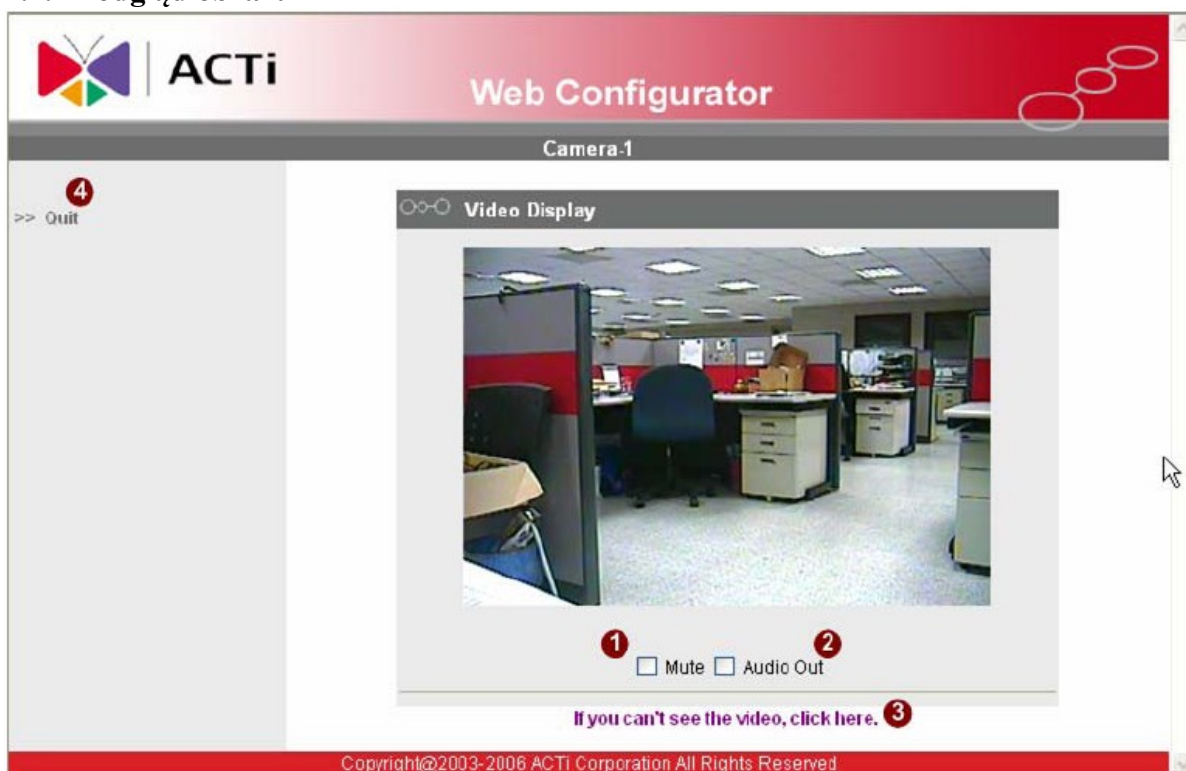 ACTi
Web Configurator
Camera-1
4
>> Quit
Video Display
1
2
Mute Audio Out
If you can't see the video, click here. 3
Copyright@2003-2006 ACTi Corporation All Rights Reserved